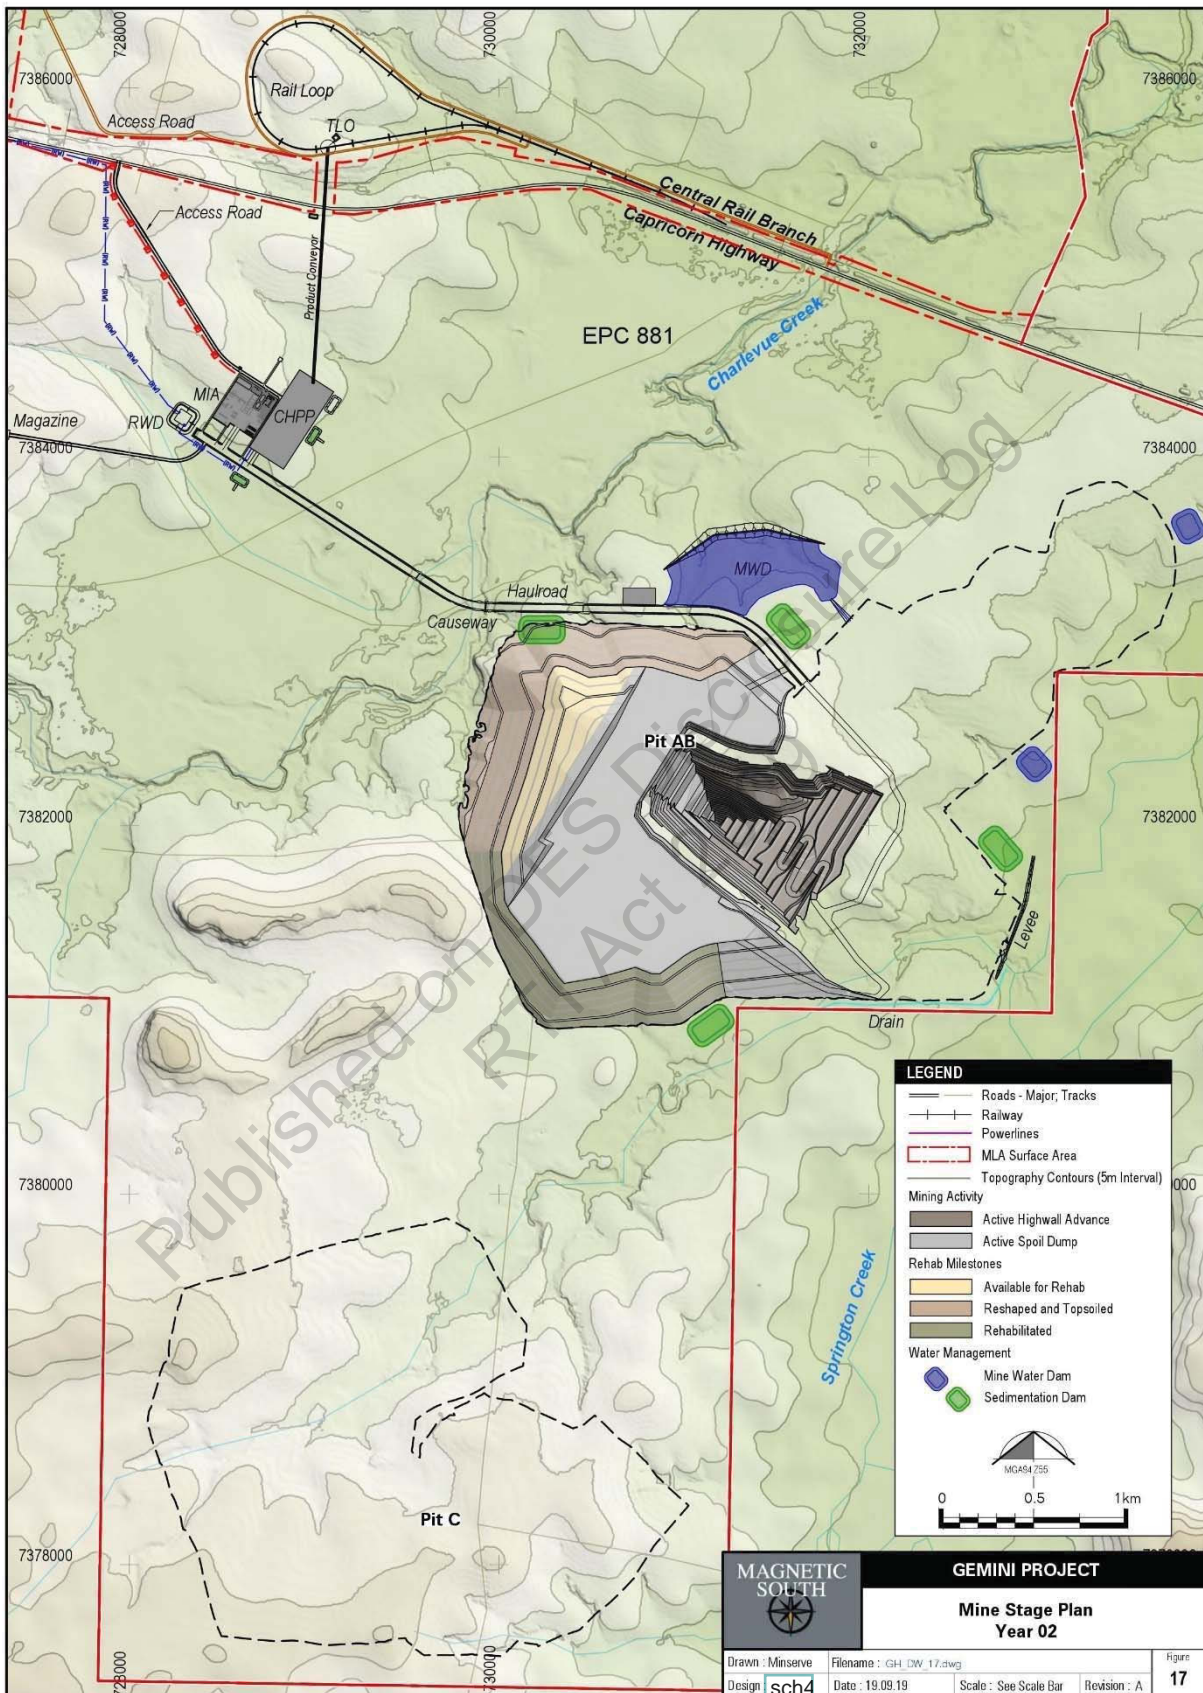 728000
730000
732000
7386000
7386000
Rail Loop
TLO
Access Road
Central Rail Branch
Capricorn Highway
Access Road
Product Conveyor
EPC 881
Charlevue Creek
MIA
CHPP
Magazine
RWD
7384000
7384000
MWD
Haulroad
Causeway
Pit AB
7382000
7382000
Levee
Drain
Published on DES Disclosure Log
RTI Act
7380000
Springton Creek
Pit C
7378000
728000
730000
LEGEND
Roads - Major; Tracks
Railway
Powerlines
MLA Surface Area
Topography Contours (5m Interval)
Mining Activity
Active Highwall Advance
Active Spoil Dump
Rehab Milestones
Available for Rehab
Reshaped and Topsoiled
Rehabilitated
Water Management
Mine Water Dam
Sedimentation Dam
MGA94 Z55
0 0.5 1km
MAGNETIC
SOUTH
GEMINI PROJECT
Mine Stage Plan
Year 02
Drawn : Minserve
Filename : GH_DW_17.dwg
Figure
17
Design
sch4
Date : 19.09.19
Scale : See Scale Bar
Revision : A